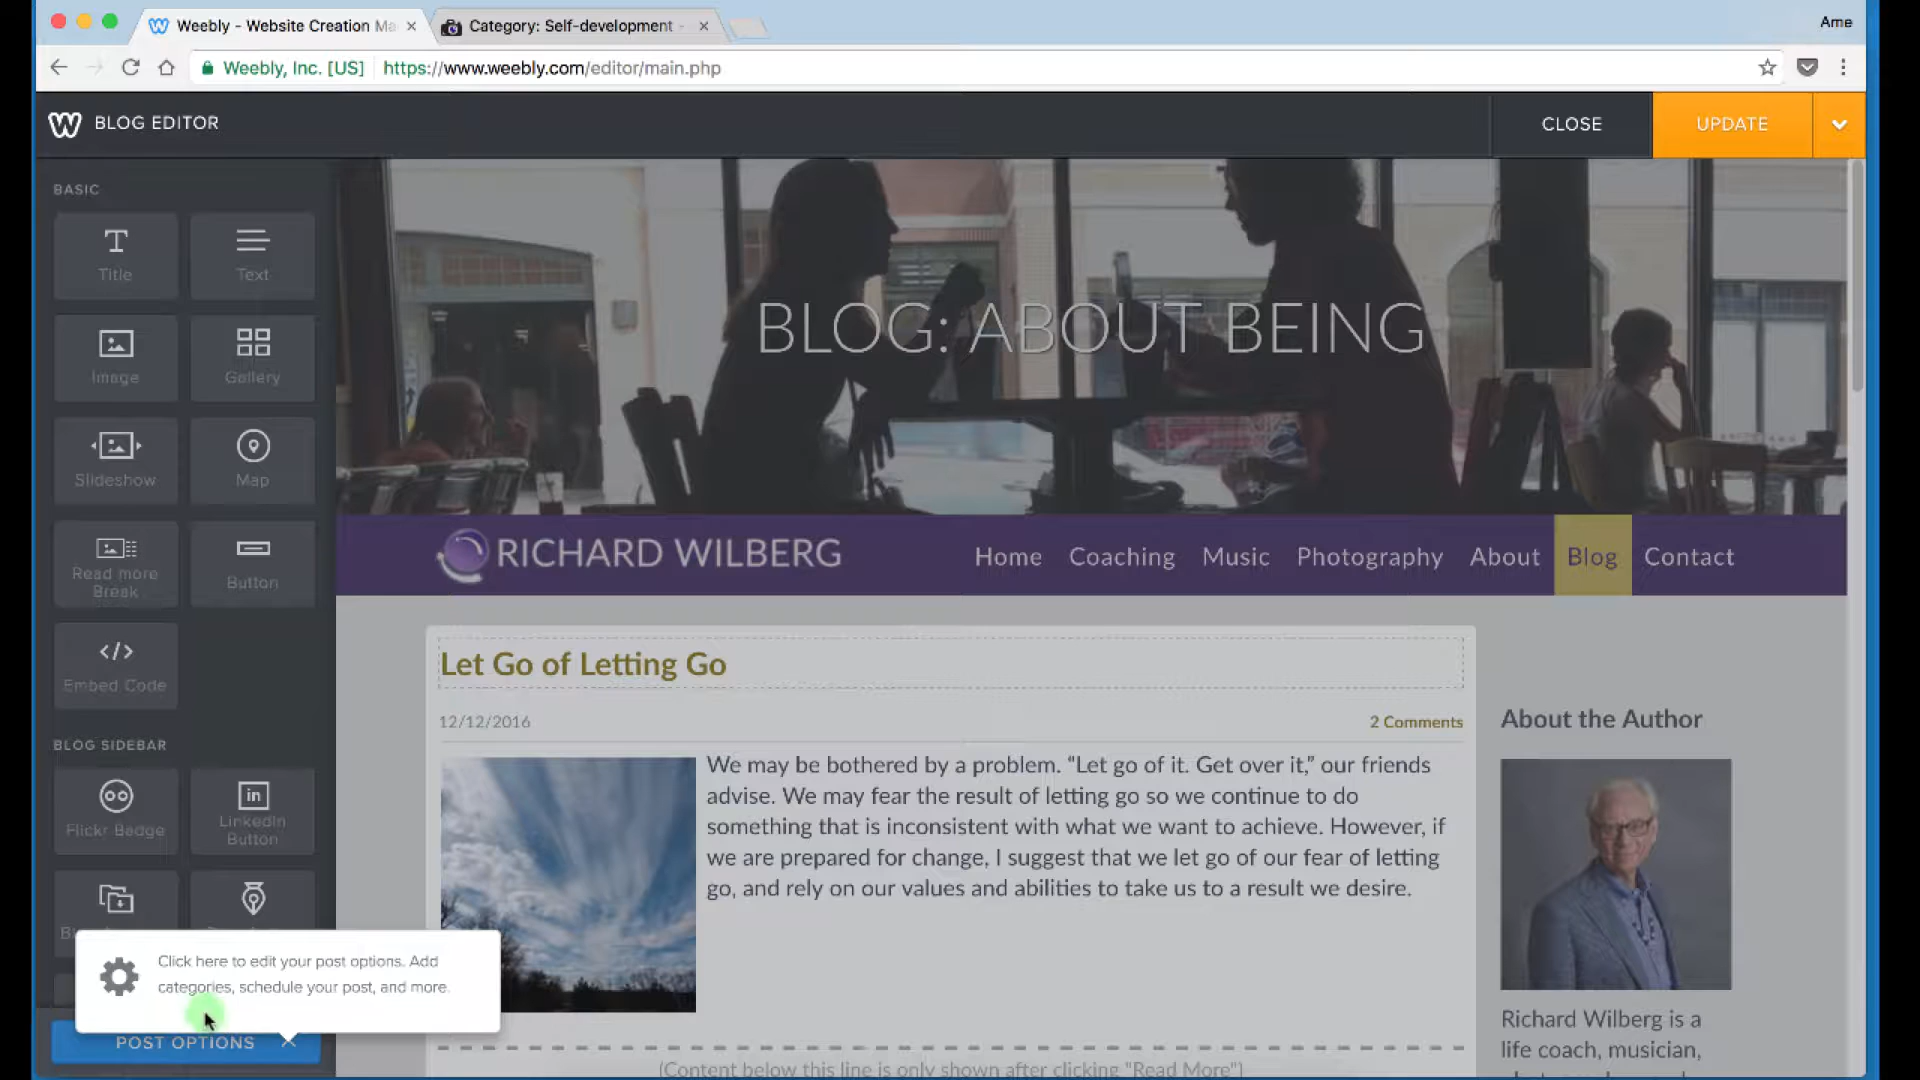 Weebly - Website Creation Ma
Category: Self-development -
Ame
Weebly, Inc. [US]
https://www.weebly.com/editor/main.php
BLOG EDITOR
CLOSE
UPDATE
BASIC
Title
Text
Image
Gallery
Slideshow
Map
Read more
Break
Button
Embed Code
BLOG SIDEBAR
Flickr Badge
LinkedIn
Button
Click here to edit your post options. Add
categories, schedule your post, and more.
POST OPTIONS
BLOG: ABOUT BEING
RICHARD WILBERG
Home
Coaching
Music
Photography
About
Blog
Contact
Let Go of Letting Go
12/12/2016
2 Comments
We may be bothered by a problem. “Let go of it. Get over it,” our friends
advise. We may fear the result of letting go so we continue to do
something that is inconsistent with what we want to achieve. However, if
we are prepared for change, I suggest that we let go of our fear of letting
go, and rely on our values and abilities to take us to a result we desire.
(Content below this line is only shown after clicking "Read More")
About the Author
Richard Wilberg is a
life coach, musician,